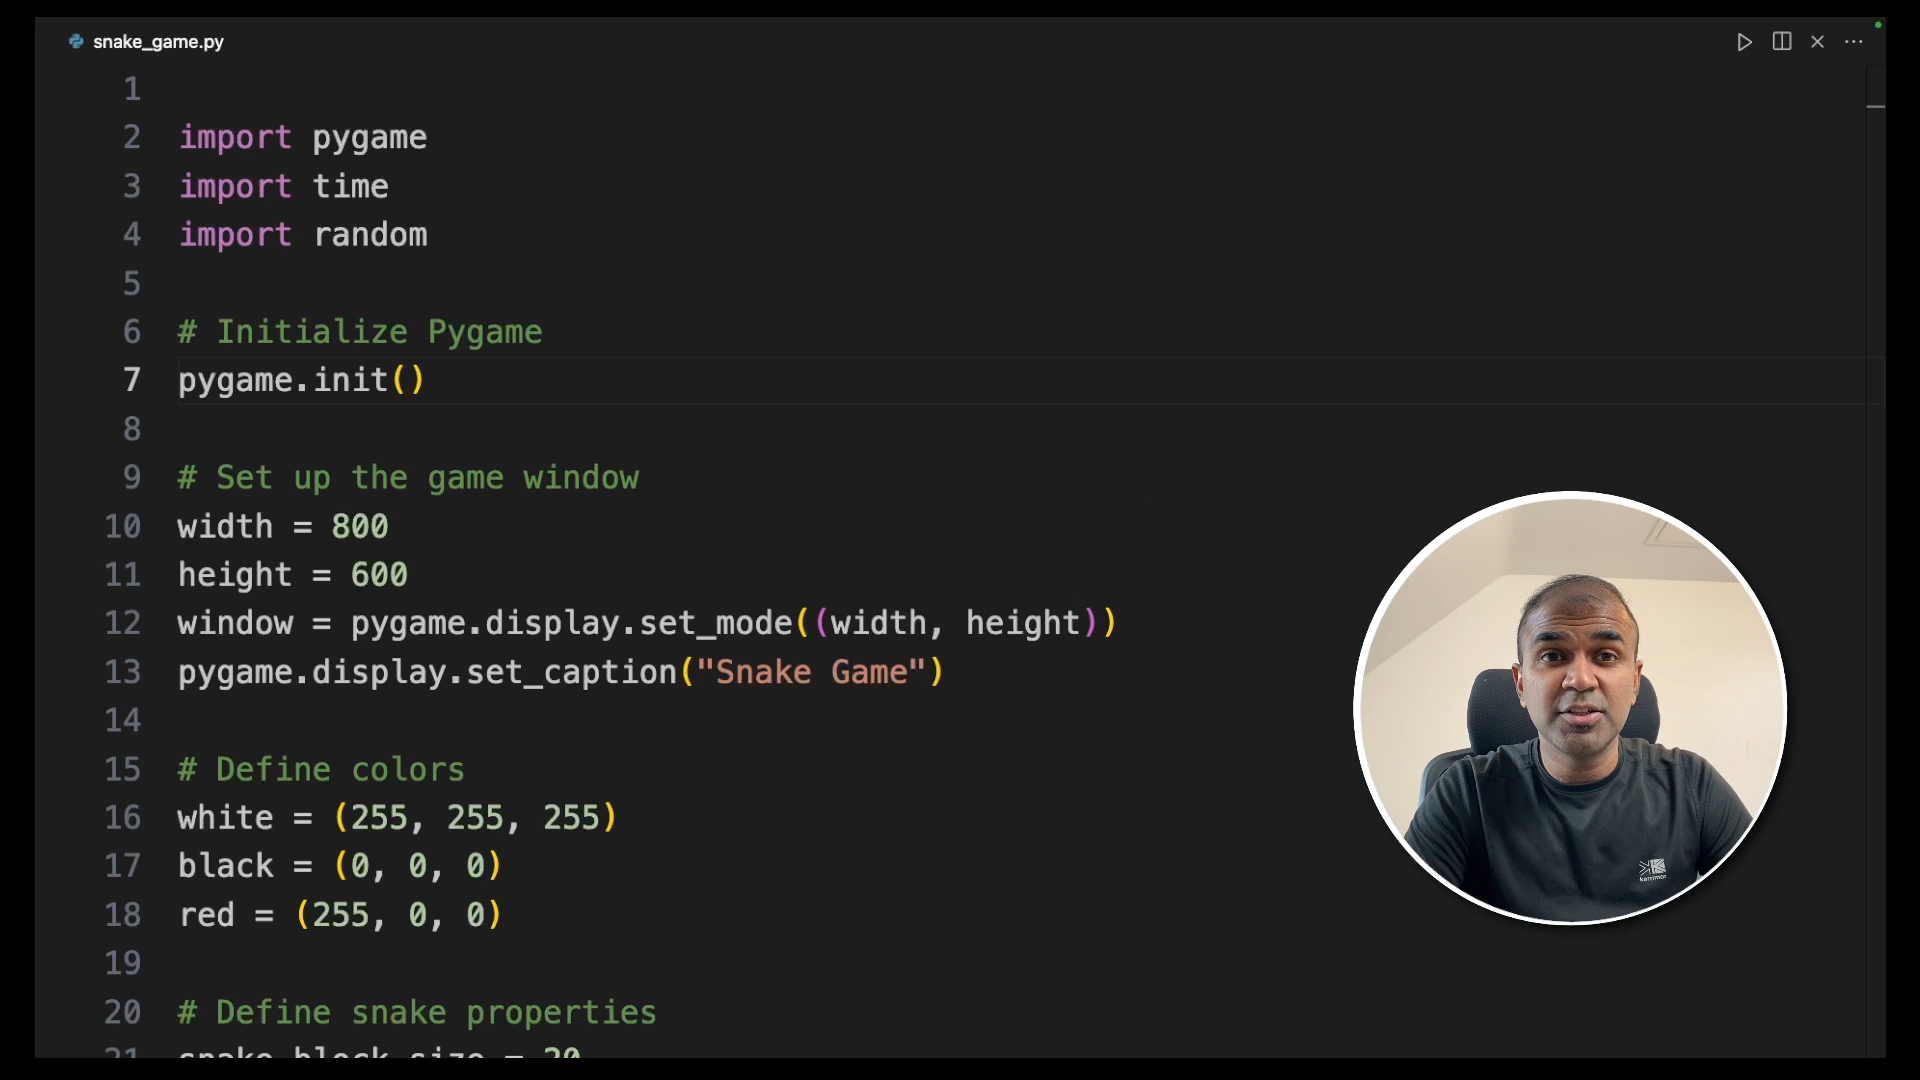 snake_game.py
1
2 import pygame
3 import time
4 import random
5
6 # Initialize Pygame
7 pygame.init()
8
9 # Set up the game window
10 width = 800
11 height = 600
12 window = pygame.display.set_mode((width, height))
13 pygame.display.set_caption("Snake Game")
14
15 # Define colors
16 white = (255, 255, 255)
17 black = (0, 0, 0)
18 red = (255, 0, 0)
19
20 # Define snake properties
21 snake_block_size = 20